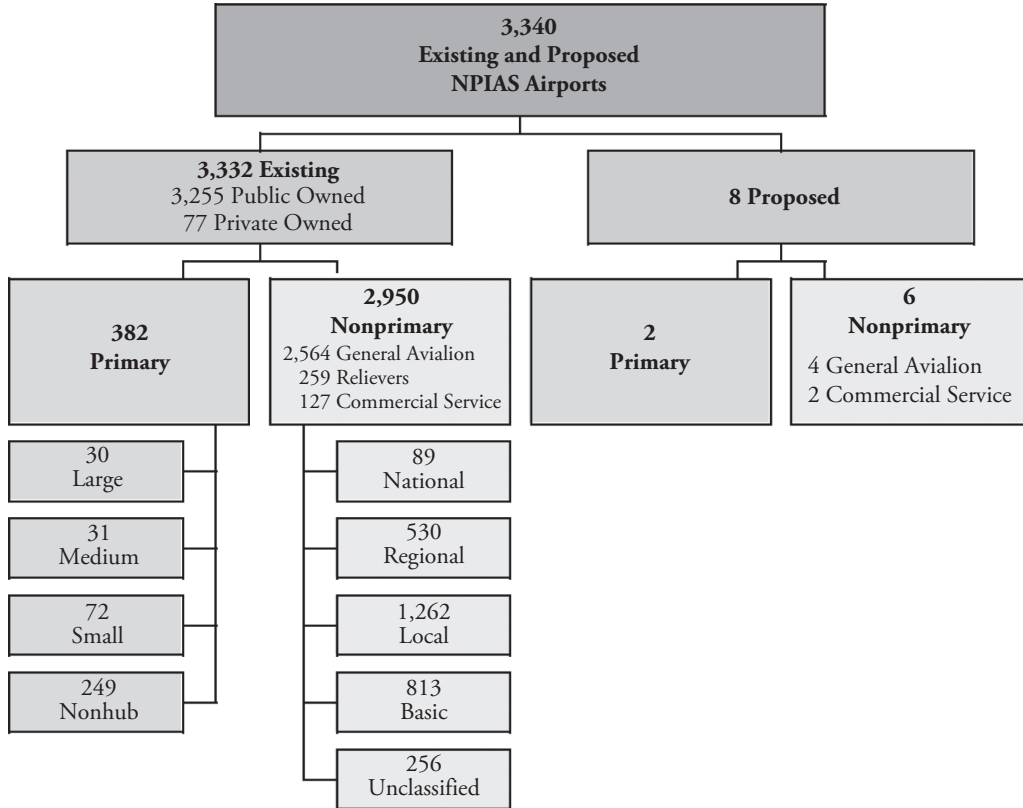 3,340
Existing and Proposed
NPIAS Airports
3,332 Existing
3,255 Public Owned
77 Private Owned
8 Proposed
382
Primary
2,950
Nonprimary
2,564 General Avialion
259 Relievers
127 Commercial Service
2
Primary
6
Nonprimary
4 General Avialion
2 Commercial Service
30
Large
31
Medium
72
Small
249
Nonhub
89
National
530
Regional
1,262
Local
813
Basic
256
Unclassified